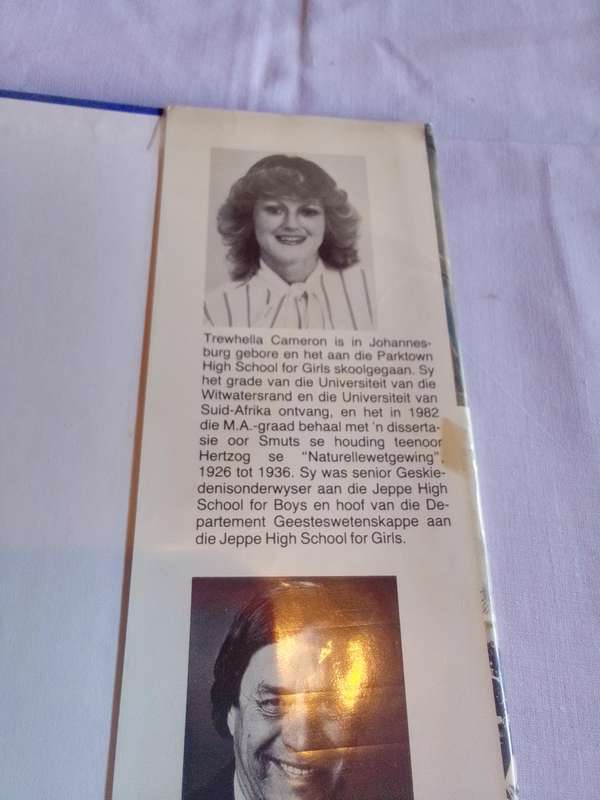 Trewhella Cameron is in Johannes-
burg gebore en het aan die Parktown
High School for Girls skoolgegaan. Sy
het grade van die Universiteit van die
Witwatersrand en die Universiteit van
Suid-Afrika ontvang, en het in 1982
die M.A.-graad behaal met 'n disserta-
sie oor Smuts se houding teenoor
Hertzog se "Naturellewetgewing",
1926 tot 1936. Sy was senior Geskie-
denisonderwyser aan die Jeppe High
School for Boys en hoof van die De-
partement Geesteswetenskappe aan
die Jeppe High School for Girls.